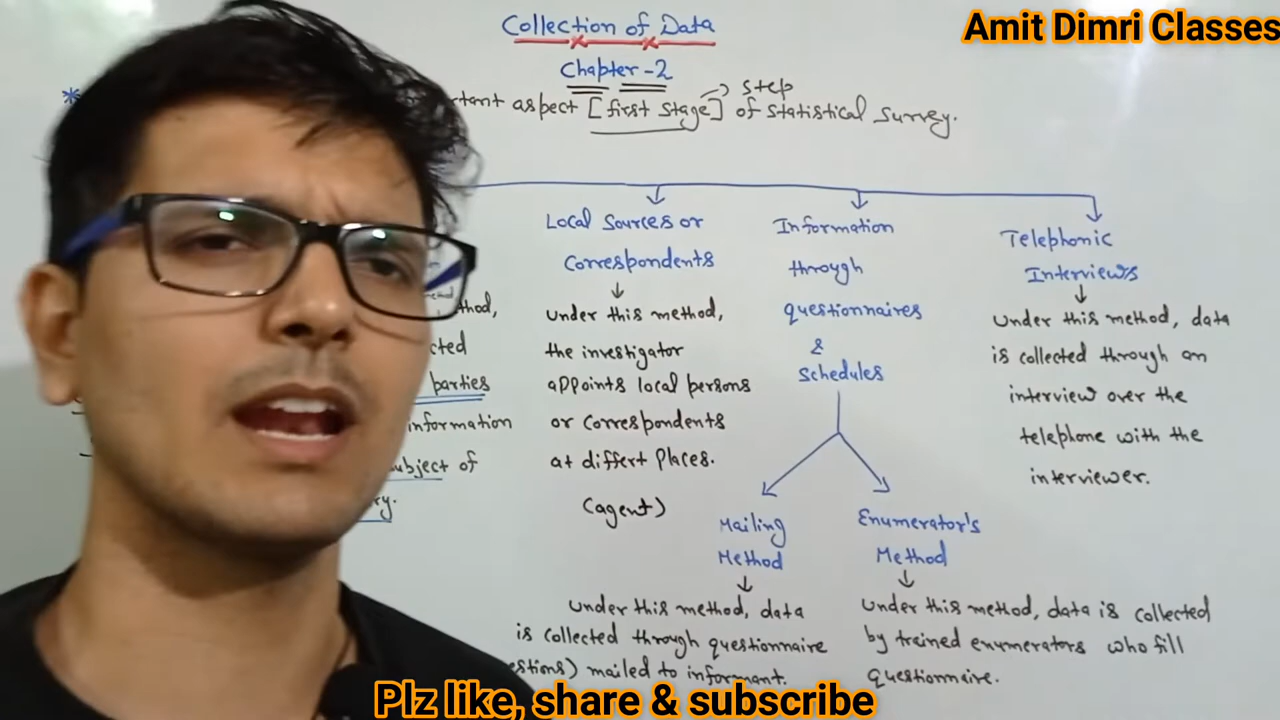 Collection of Data
Amit Dimri Classes
Chapter-2
step
aspect [first stage] of statistical survey.
Local Sources or
Correspondents
under this method,
the investigator
appoints local persons
or correspondents
at differt places.
(agent)
Information
through
questionnaires
&
Schedules
Telephonic
Interviews
under this method, data
is collected through an
interview over the
telephone with the
interviewer.
parties
information
of
Mailing
Method
under this method, data
is collected through questionnaire
mailed to informant.
Enumerator's
Method
under this method, data is collected
by trained enumerators who fill
questionnaire.
Plz like, share & subscribe